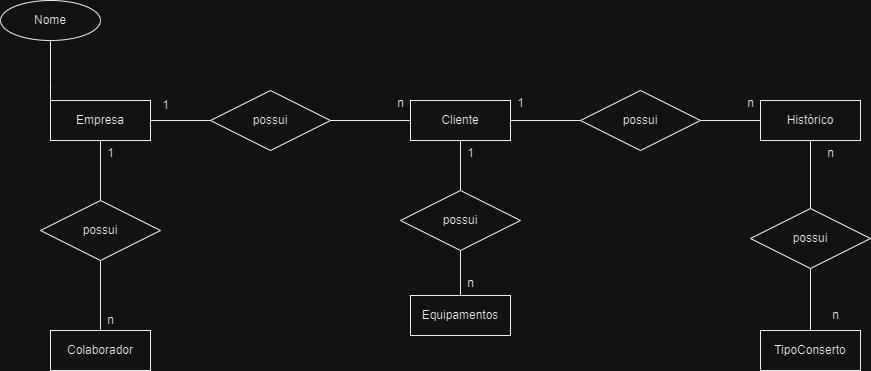 Nome
1
n
1
n
Empresa
possui
Cliente
possui
Histórico
1
1
n
possui
possui
possui
n
n
n
Equipamentos
Colaborador
TipoConserto